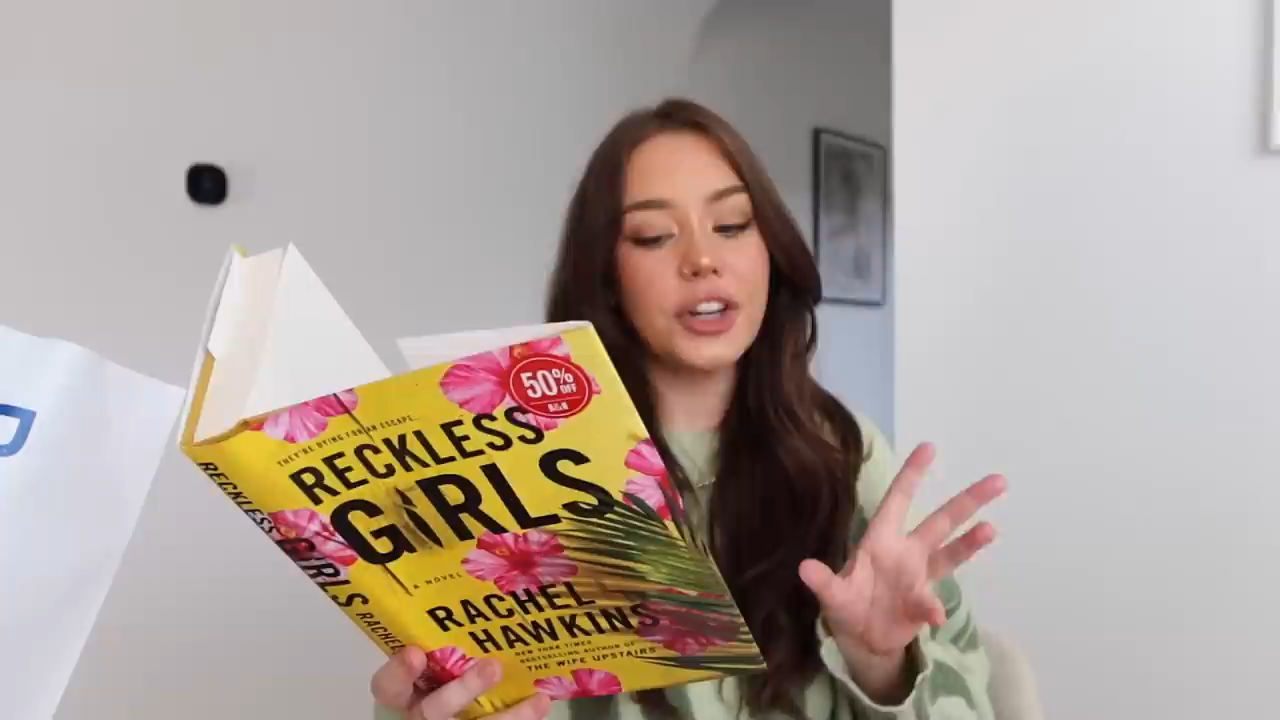 50%
OFF
B&N
THEY'RE DYING FOR AN ESCAPE...
RECKLESS
GIRLS
A NOVEL
RACHEL
HAWKINS
NEW YORK TIMES
BESTSELLING AUTHOR OF
THE WIFE UPSTAIRS
RECKLESS GIRLS RACHEL